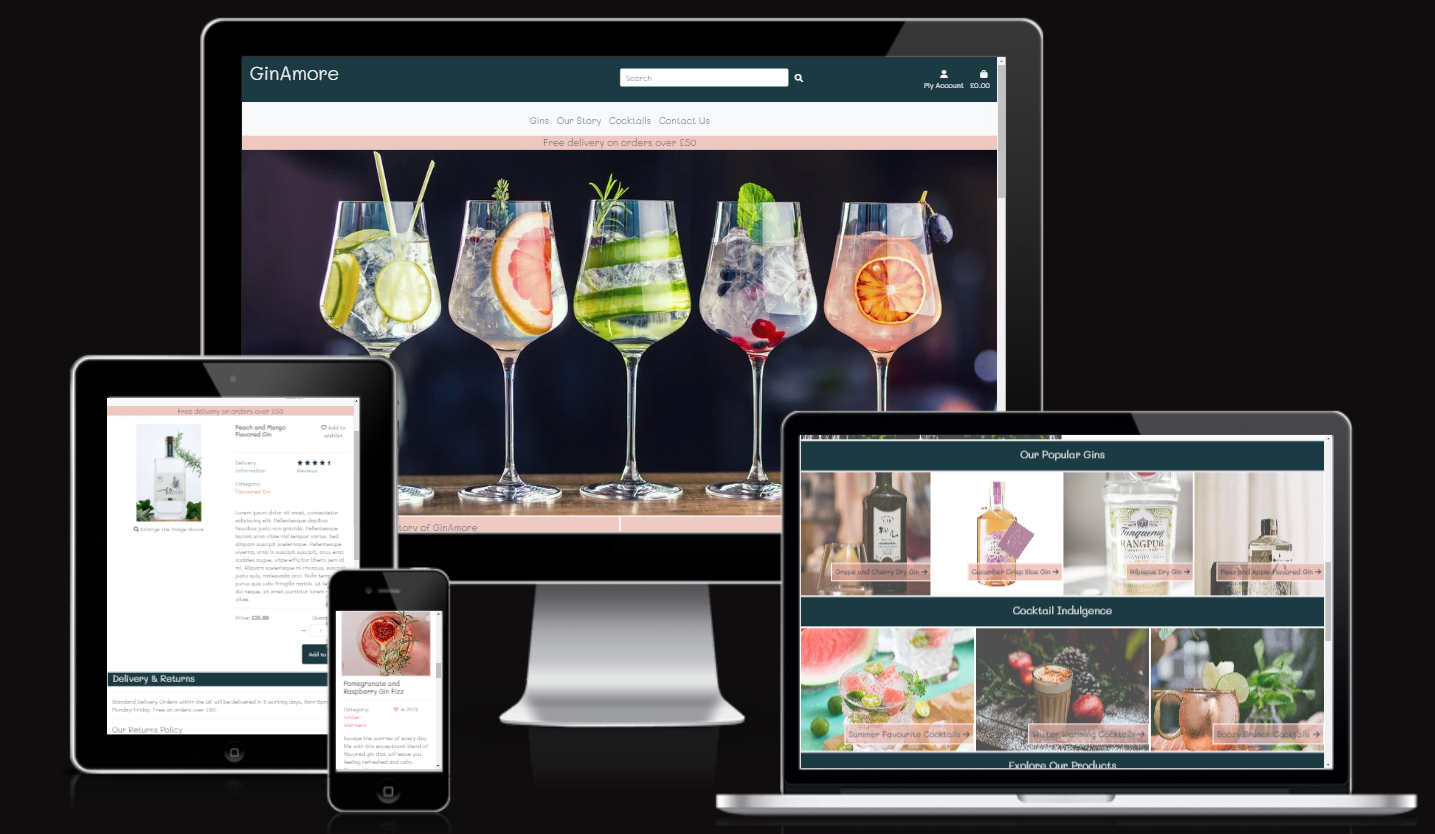 GinAmore
Search
My Account £0.00
Gins Our Story Cocktails Contact Us
Free delivery on orders over £50
tory of GinAmore
Free delivery on orders over £50
Peach and Mango
Flavored Gin
Add to
wishlist
Delivery
Information
Reviews
Category:
Flavoured Gin
Enlarge the image above
Lorem ipsum dolor sit amet, consectetur
adipiscing elit. Pellentesque dapibus
faucibus justo non gravida. Pellentesque
lacinia urna vitae nisl tempor varius. Sed
aliquam suscipit scelerisque. Pellentesque
viverra, urna in suscipit suscipit, arcu erat
sodales augue, vitae efficitur libero sem id
mi. Aliquam scelerisque mi rhoncus, suscipit
justo quis, malesuada orci. Nulla
purus quis odio fringilla mattis. Ut
dui neque, sit amet porttitor lorem
vitae.
Price: £25.99
1
Add to
Delivery & Returns
Standard Delivery Orders within the UK will be delivered in 5 working days, 8am-8pm,
Monday-Friday. Free on orders over £50.
Our Returns Policy
Pomegranate and
Raspberry Gin Fizz
Category:
Winter
Warmers
Escape the worries of every day
life with this exceptional blend of
flavored gin that will leave you
feeling refreshed and calm.
Our Popular Gins
Tanqueray
RANGPUR
Grape and Cherry Dry Gin
Cucumber Crisp Sloe Gin
Hibiscus Dry Gin
Pear and Apple Flavored Gin
Cocktail Indulgence
Summer Favourite Cocktails
Winter Warming Cocktails
Boozy Brunch Cocktails
Explore Our Products